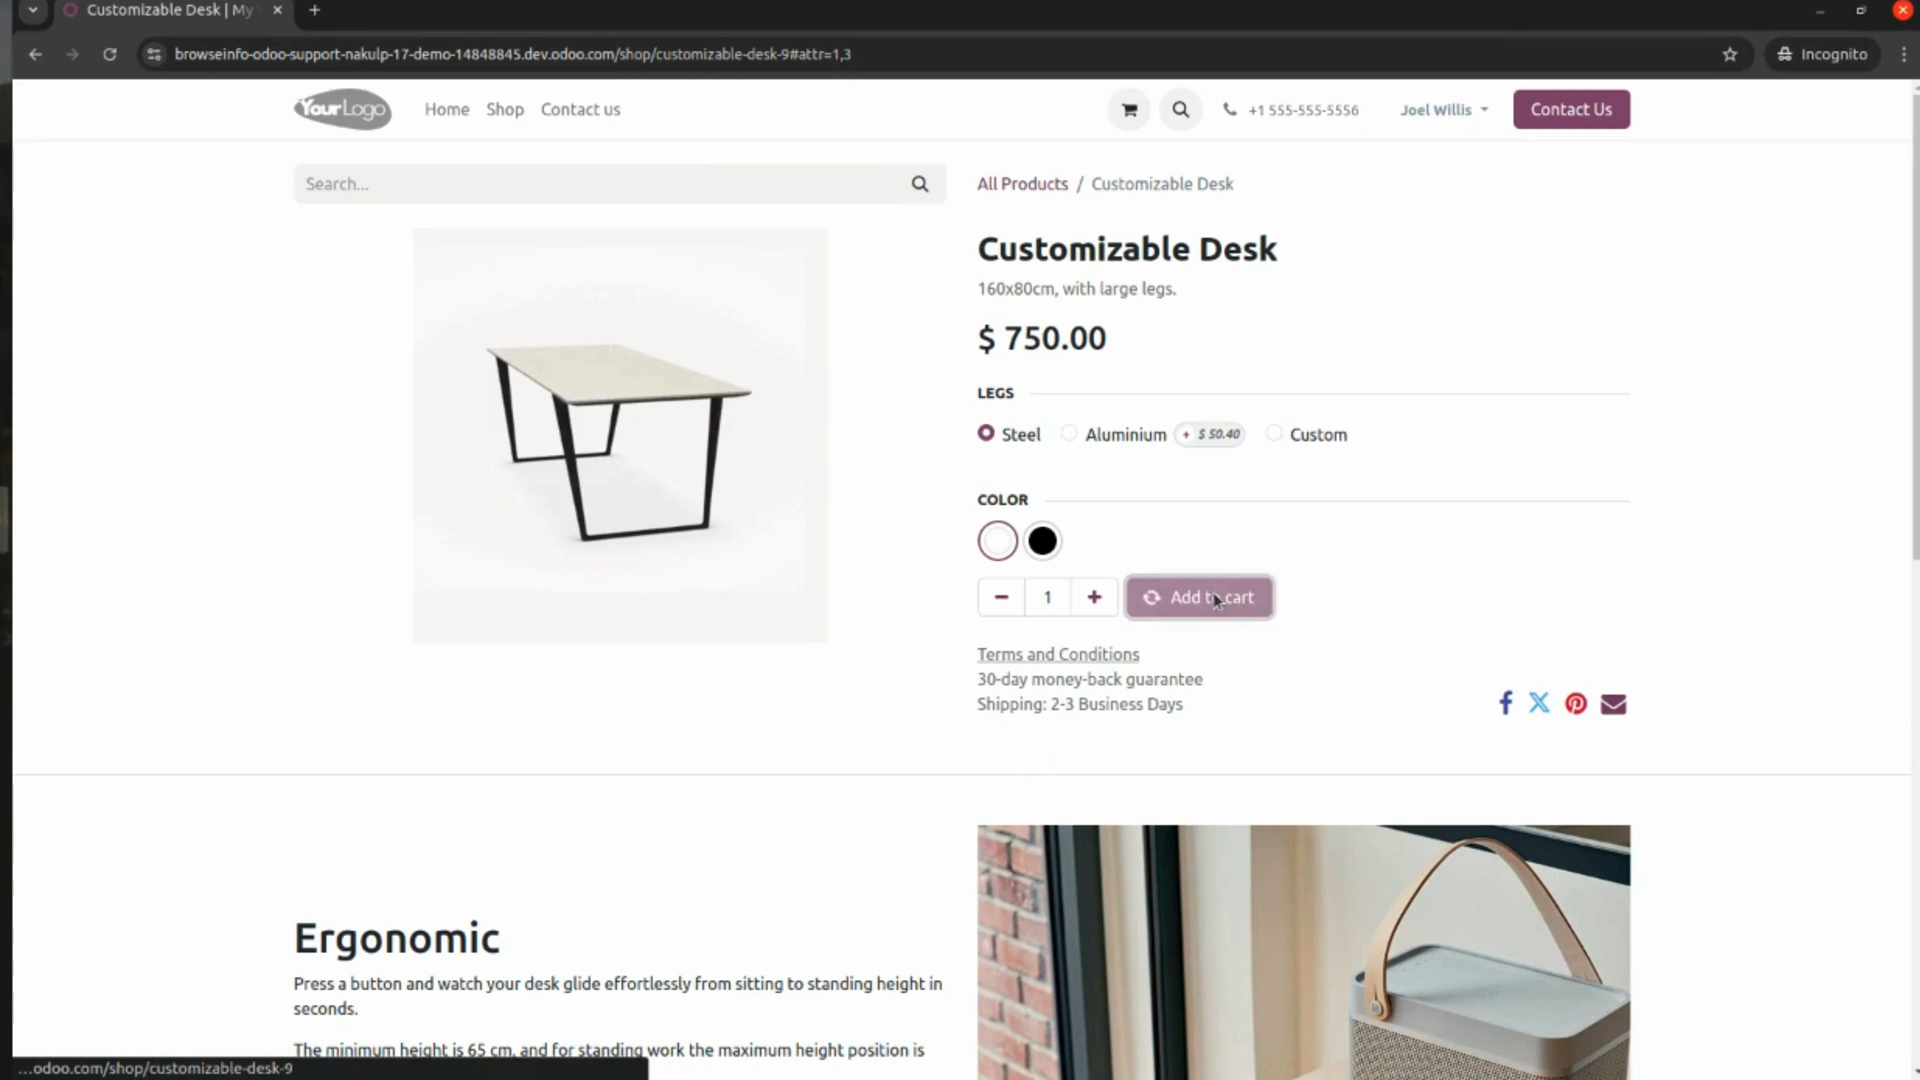 Customizable Desk | My
browseinfo-odoo-support-nakulp-17-demo-14848845.dev.odoo.com/shop/customizable-desk-9#attr=1,3
Incognito
YourLogo
Home
Shop
Contact us
+1 555-555-5556
Joel Willis
Contact Us
Search...
All Products / Customizable Desk
Customizable Desk
160x80cm, with large legs.
$ 750.00
LEGS
Steel
Aluminium
+ $ 50.40
Custom
COLOR
1
Add to cart
Terms and Conditions
30-day money-back guarantee
Shipping: 2-3 Business Days
Ergonomic
Press a button and watch your desk glide effortlessly from sitting to standing height in
seconds.
The minimum height is 65 cm, and for standing work the maximum height position is
...odoo.com/shop/customizable-desk-9